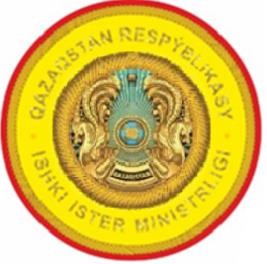 QAZAQSTAN RESPÝBLIKASY
ISHKI ISTER MINISTRLIGI
QAZAQSTAN